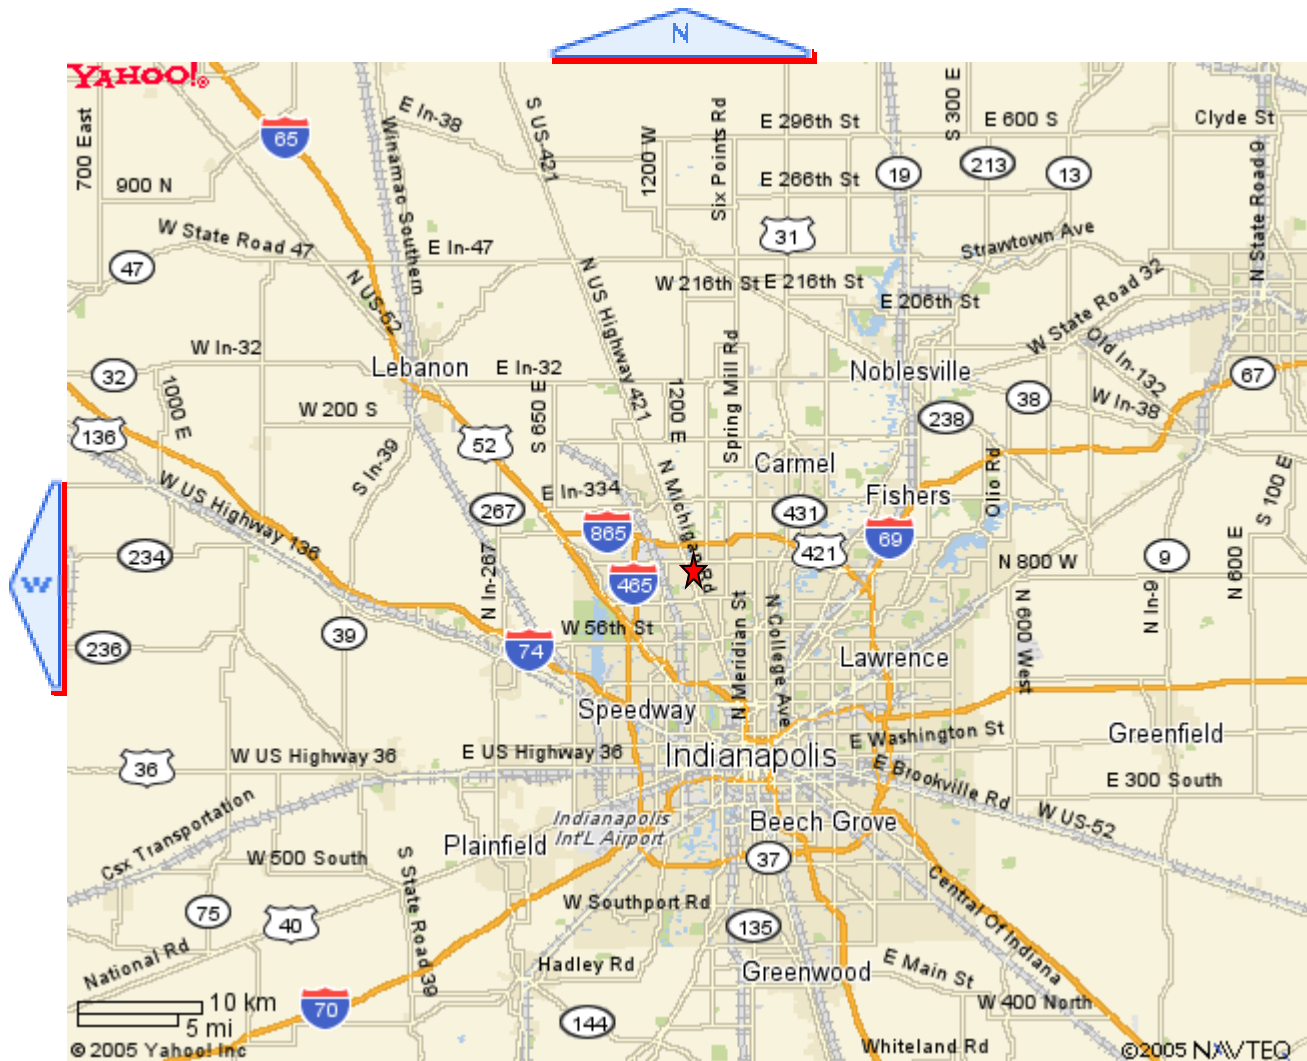 N
YAHOO!®
65
E In-38
S US-421
Winamac Southern
700 East
900 N
1200 W
Six Points Rd
E 296th St
S 300 E
E 600 S
Clyde St
19
213
13
E 266th St
N State Road 9
W State Road 47
E In-47
31
Strawtown Ave
47
N US-52
N US Highway 421
W 216th St
E 216th St
E 206th St
W State Road 32
W In-32
Lebanon
E In-32
Spring Mill Rd
Noblesville
Old In-132
67
32
1000 E
W 200 S
S 650 E
1200 E
238
38
W In-38
136
52
S In-39
Carmel
N Michigan Rd
Fishers
Olio Rd
S 100 E
W US Highway 136
E In-334
267
865
431
421
69
234
465
N 800 W
9
N 600 E
W
N In-267
N In-9
N 600 West
236
39
74
W 56th St
N Meridian St
N College Ave
Lawrence
Speedway
36
W US Highway 36
E US Highway 36
Indianapolis
E Washington St
Greenfield
E Brookville Rd
E 300 South
Csx Transportation
Indianapolis
Int'L Airport
Beech Grove
W US-52
Plainfield
W 500 South
37
S State Road 39
75
40
W Southport Rd
135
Central Of Indiana
National Rd
Hadley Rd
Greenwood
E Main St
W 400 North
10 km
70
144
5 mi
© 2005 Yahoo! Inc
Whiteland Rd
©2005 NAVTEQ